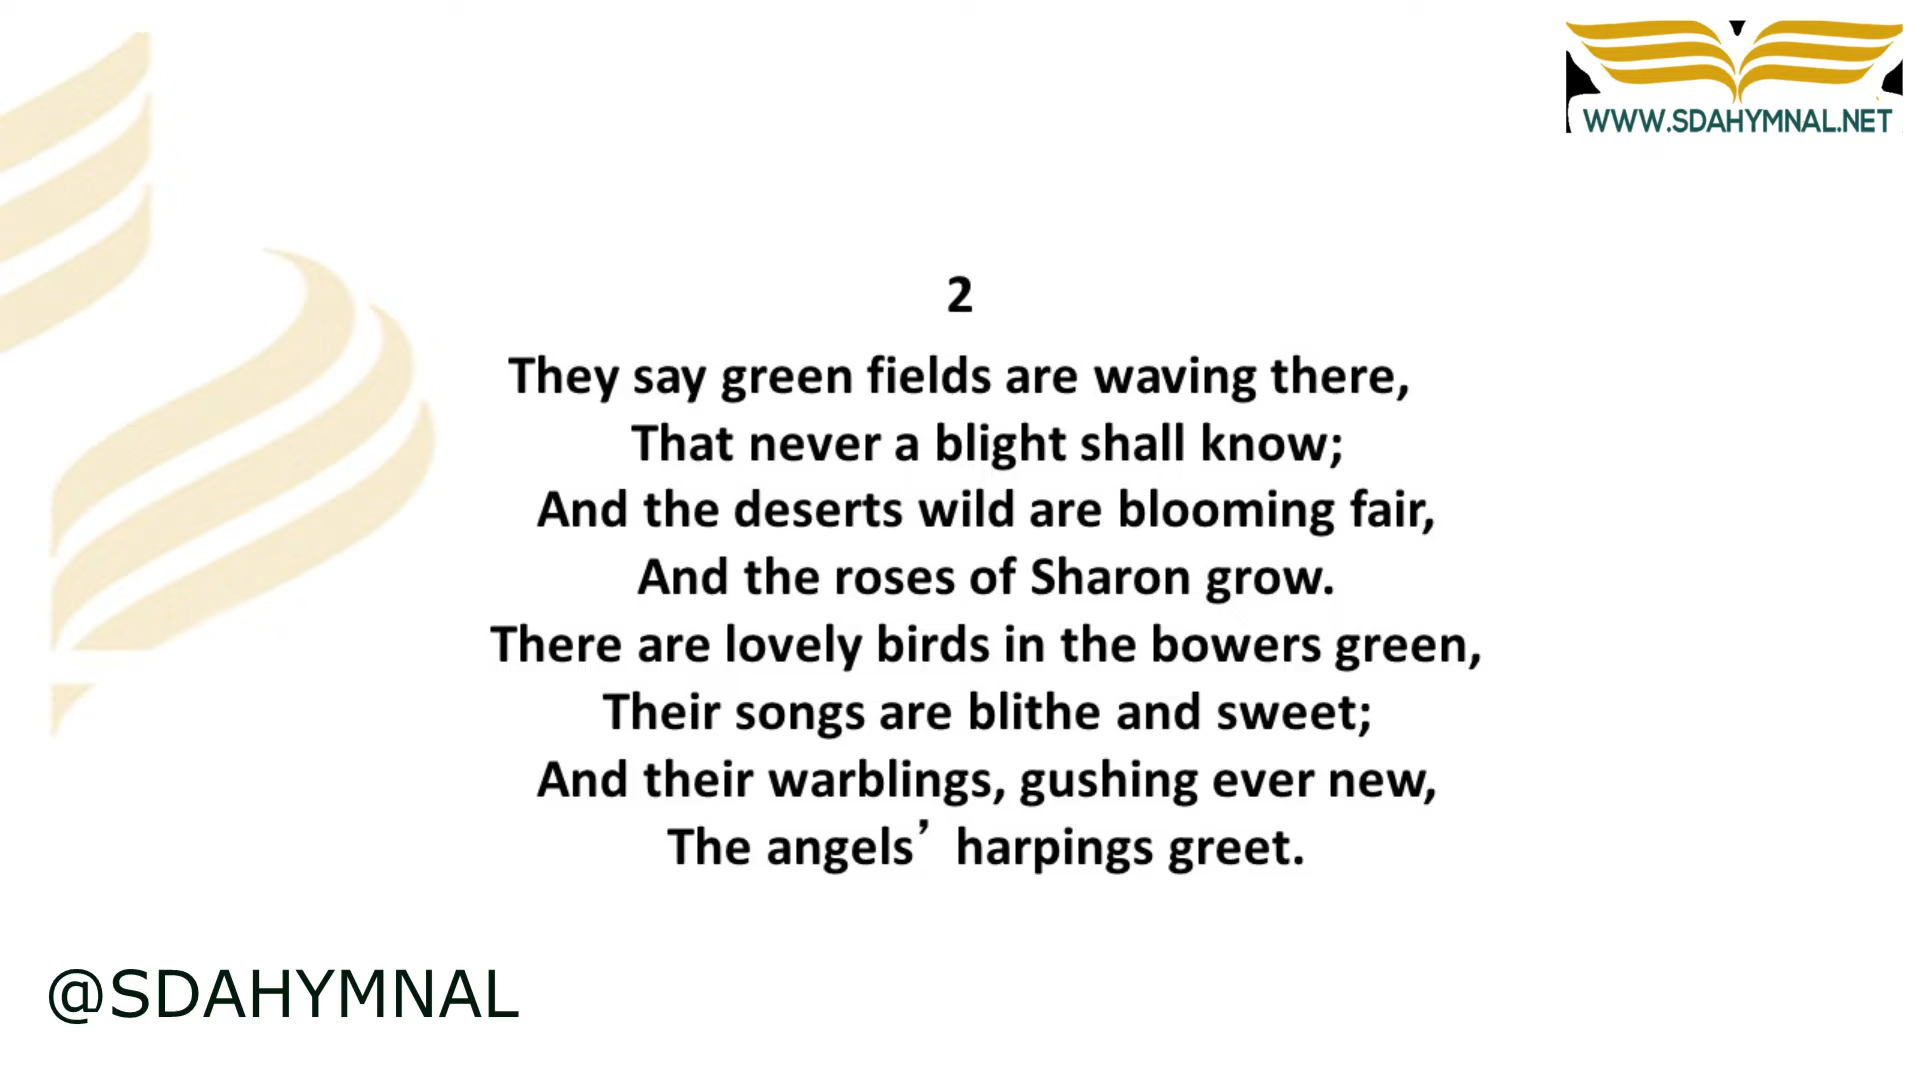 WWW.SDAHYMNAL.NET
2
They say green fields are waving there,
That never a blight shall know;
And the deserts wild are blooming fair,
And the roses of Sharon grow.
There are lovely birds in the bowers green,
Their songs are blithe and sweet;
And their warblings, gushing ever new,
The angels’ harpings greet.
@SDAHYMNAL